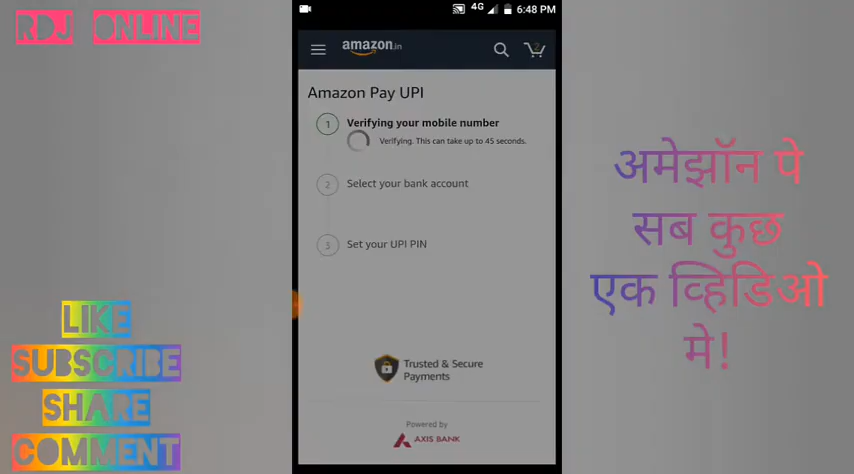 RDJ ONLINE
4G 6:48 PM
amazon.in
2
Amazon Pay UPI
1 Verifying your mobile number
Verifying. This can take up to 45 seconds.
2 Select your bank account
3 Set your UPI PIN
Trusted & Secure
Payments
Powered by
AXIS BANK
अमेझॉन पे
सब कुछ
एक व्हिडिओ
मे!
LIKE
SUBSCRIBE
SHARE
COMMENT